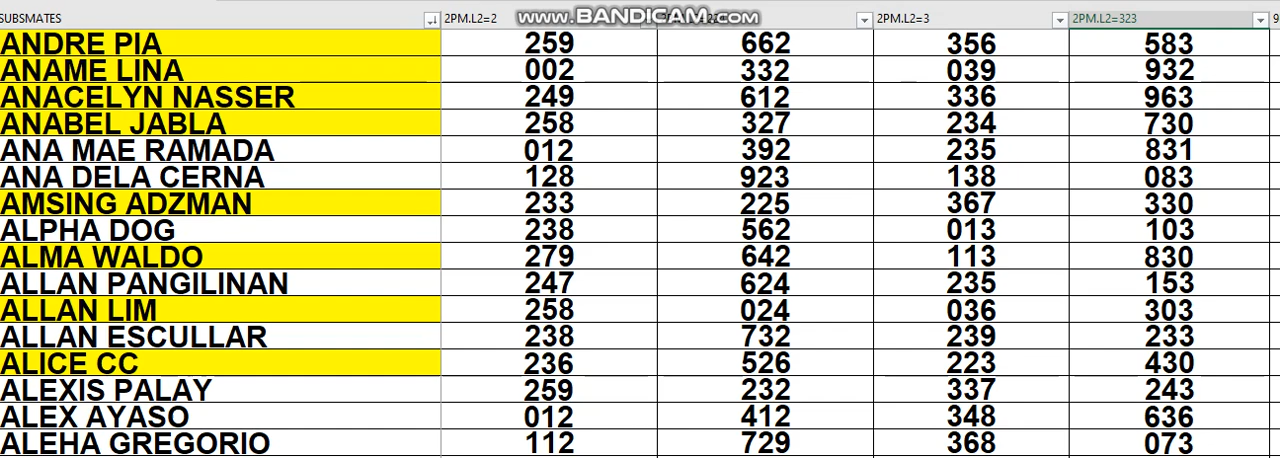 SUBSMATES 2PM.L2=2 2PM.L2=3 2PM.L2=323 9
www.BANDICAM.com
ANDRE PIA 259 662 356 583
ANAME LINA 002 332 039 932
ANACELYN NASSER 249 612 336 963
ANABEL JABLA 258 327 234 730
ANA MAE RAMADA 012 392 235 831
ANA DELA CERNA 128 923 138 083
AMSING ADZMAN 233 225 367 330
ALPHA DOG 238 562 013 103
ALMA WALDO 279 642 113 830
ALLAN PANGILINAN 247 624 235 153
ALLAN LIM 258 024 036 303
ALLAN ESCULLAR 238 732 239 233
ALICE CC 236 526 223 430
ALEXIS PALAY 259 232 337 243
ALEX AYASO 012 412 348 636
ALEHA GREGORIO 112 729 368 073